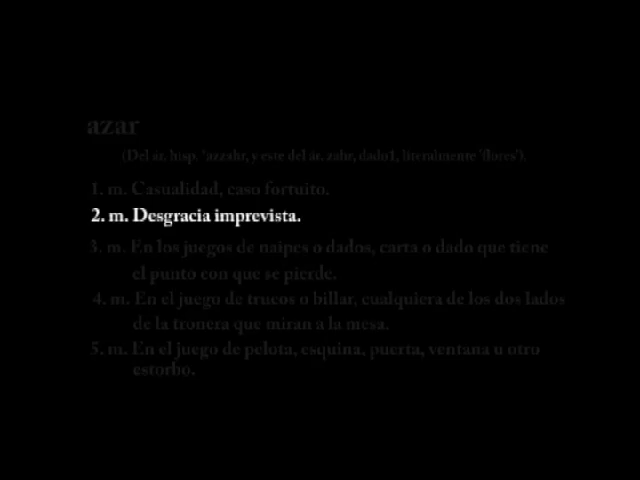 azar
(Del ár. hisp. *azzahr, y este del ár. zahr, dado1, literalmente 'flores').
1. m. Casualidad, caso fortuito.
2. m. Desgracia imprevista.
3. m. En los juegos de naipes o dados, carta o dado que tiene
el punto con que se pierde.
4. m. En el juego de trucos o billar, cualquiera de los dos lados
de la tronera que miran a la mesa.
5. m. En el juego de pelota, esquina, puerta, ventana u otro
estorbo.